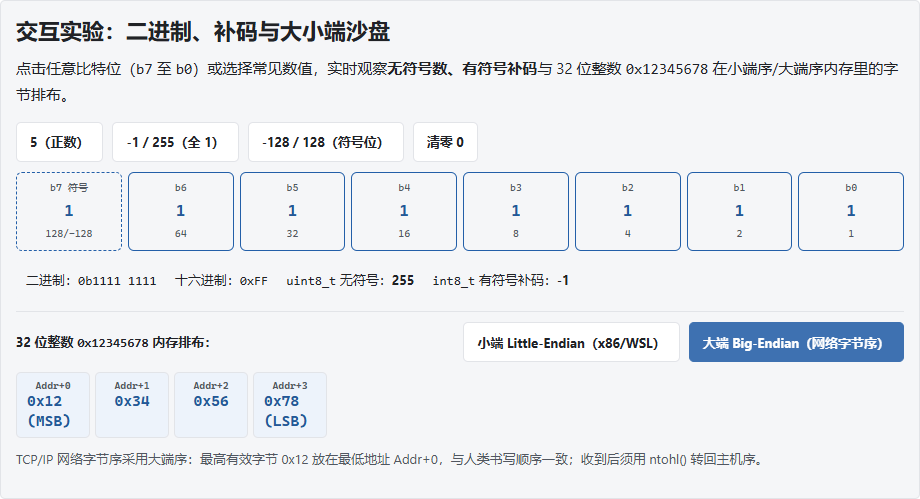 交互实验：二进制、补码与大小端沙盘
点击任意比特位（b7 至 b0）或选择常见数值，实时观察无符号数、有符号补码与 32 位整数 0x12345678 在小端序/大端序内存里的字
节排布。
5（正数） -1 / 255（全 1） -128 / 128（符号位） 清零 0
b7 符号 b6 b5 b4 b3 b2 b1 b0
1 1 1 1 1 1 1 1
128/-128 64 32 16 8 4 2 1
二进制：0b1111 1111 十六进制：0xFF uint8_t 无符号：255 int8_t 有符号补码：-1
32 位整数 0x12345678 内存排布： 小端 Little-Endian（x86/WSL） 大端 Big-Endian（网络字节序）
Addr+0 Addr+1 Addr+2 Addr+3
0x12 0x34 0x56 0x78
(MSB) (LSB)
TCP/IP 网络字节序采用大端序：最高有效字节 0x12 放在最低地址 Addr+0，与人类书写顺序一致；收到后须用 ntohl() 转回主机序。